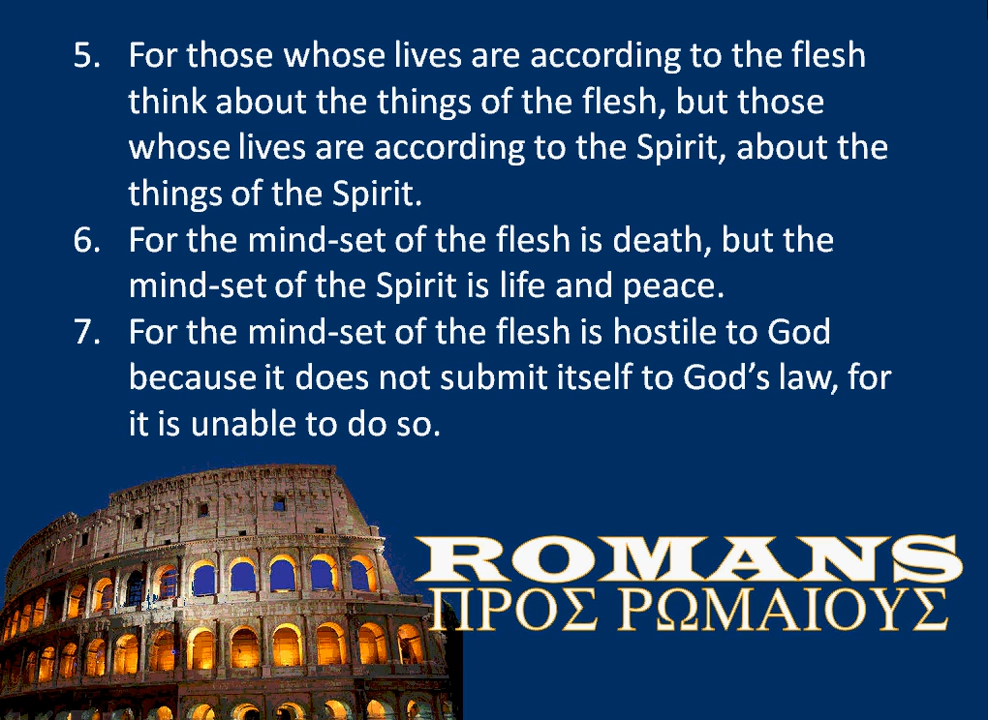 5. For those whose lives are according to the flesh
think about the things of the flesh, but those
whose lives are according to the Spirit, about the
things of the Spirit.
6. For the mind-set of the flesh is death, but the
mind-set of the Spirit is life and peace.
7. For the mind-set of the flesh is hostile to God
because it does not submit itself to God’s law, for
it is unable to do so.
ROMANS
ΠΡΟΣ ΡΩΜΑΙΟΥΣ